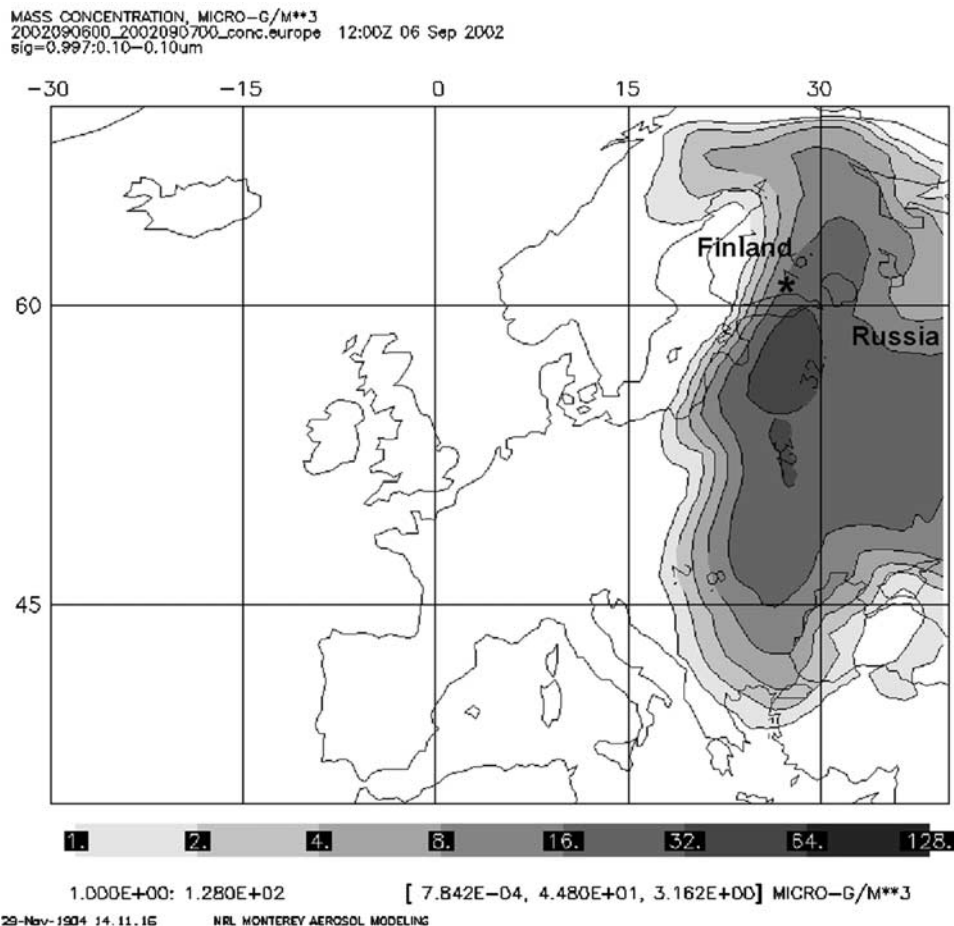 MASS CONCENTRATION, MICRO-G/M**3
2002090600_2002090700_conc.europe 12:00Z 06 Sep 2002
sig=0.997:0.10-0.10um
-30 -15 0 15 30
Finland
*
60
Russia
32
2. 8.
45
1. 2. 4. 8. 16. 32. 64. 128.
1.000E+00: 1.280E+02 [ 7.842E-04, 4.480E+01, 3.162E+00] MICRO-G/M**3
29-Nov-1904 14.11.16 NRL MONTEREY AEROSOL MODELING